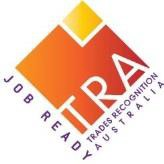 TRA
TRADES RECOGNITION
AUSTRALIA
JOB READY